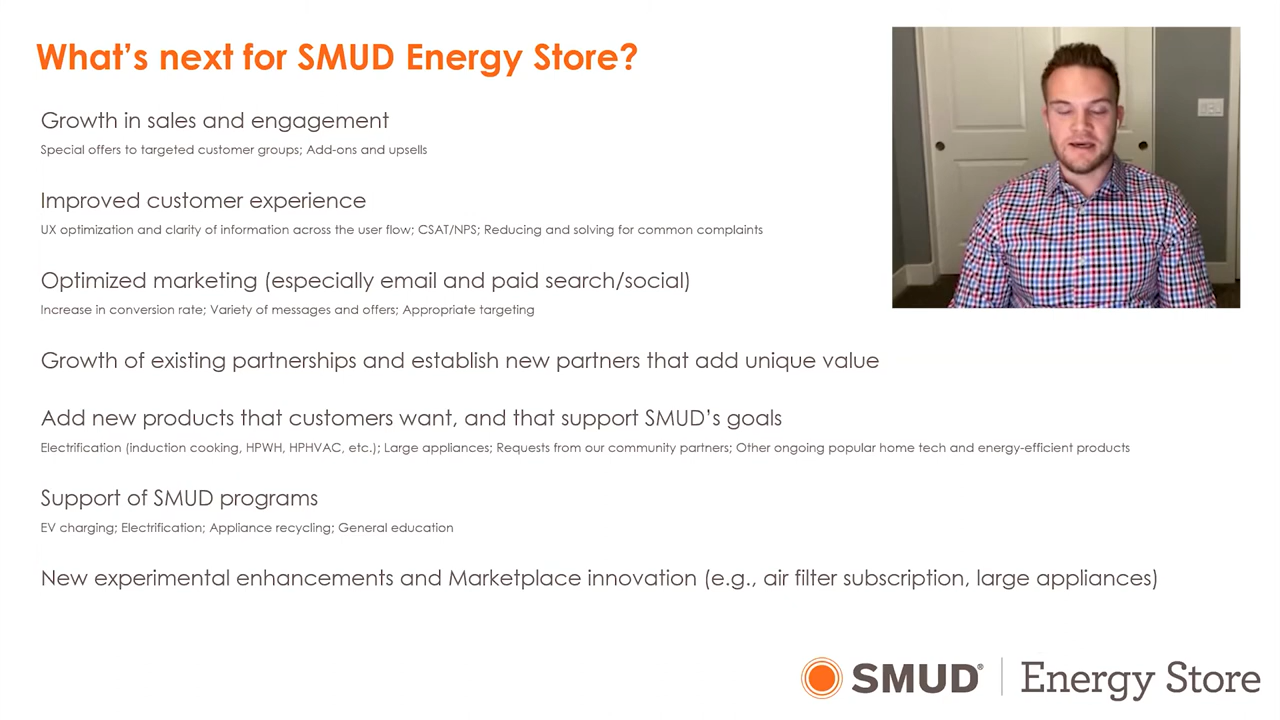 What's next for SMUD Energy Store?
Growth in sales and engagement
Special offers to targeted customer groups; Add-ons and upsells
Improved customer experience
UX optimization and clarity of information across the user flow; CSAT/NPS; Reducing and solving for common complaints
Optimized marketing (especially email and paid search/social)
Increase in conversion rate; Variety of messages and offers; Appropriate targeting
Growth of existing partnerships and establish new partners that add unique value
Add new products that customers want, and that support SMUD's goals
Electrification (induction cooking, HPWH, HPHVAC, etc.); Large appliances; Requests from our community partners; Other ongoing popular home tech and energy-efficient products
Support of SMUD programs
EV charging; Electrification; Appliance recycling; General education
New experimental enhancements and Marketplace innovation (e.g., air filter subscription, large appliances)
SMUD® | Energy Store